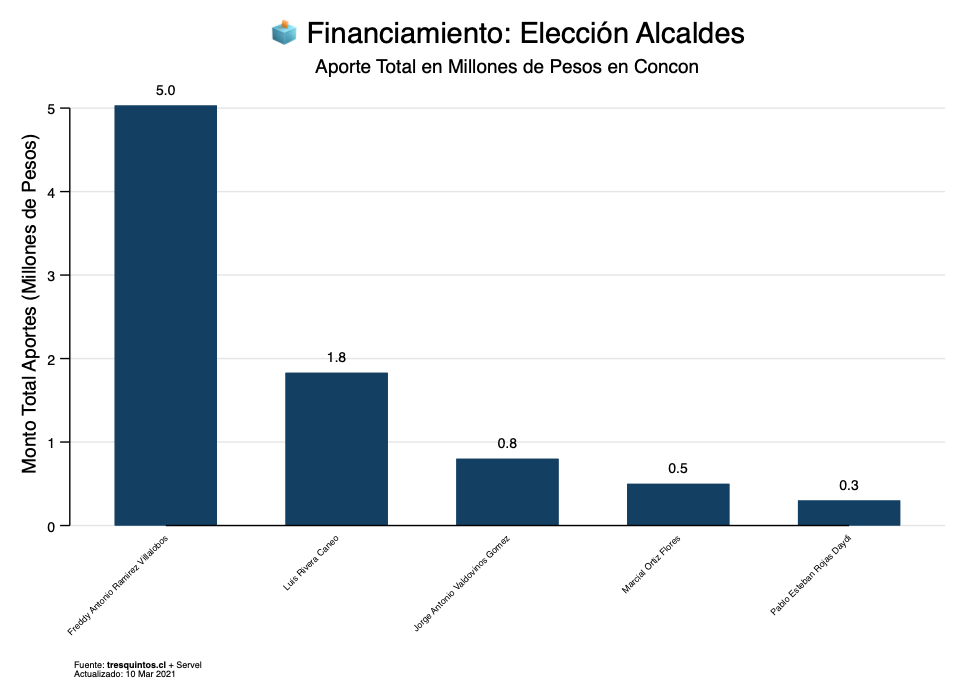 Financiamiento: Elección Alcaldes
Aporte Total en Millones de Pesos en Concon
Monto Total Aportes (Millones de Pesos)
5
4
3
2
1
0
5.0
1.8
0.8
0.5
0.3
Freddy Antonio Ramirez Villalobos
Luis Rivera Caneo
Jorge Antonio Valdovinos Gomez
Marcial Ortiz Flores
Pablo Esteban Rojas Daydi
Fuente: tresquintos.cl + Servel
Actualizado: 10 Mar 2021